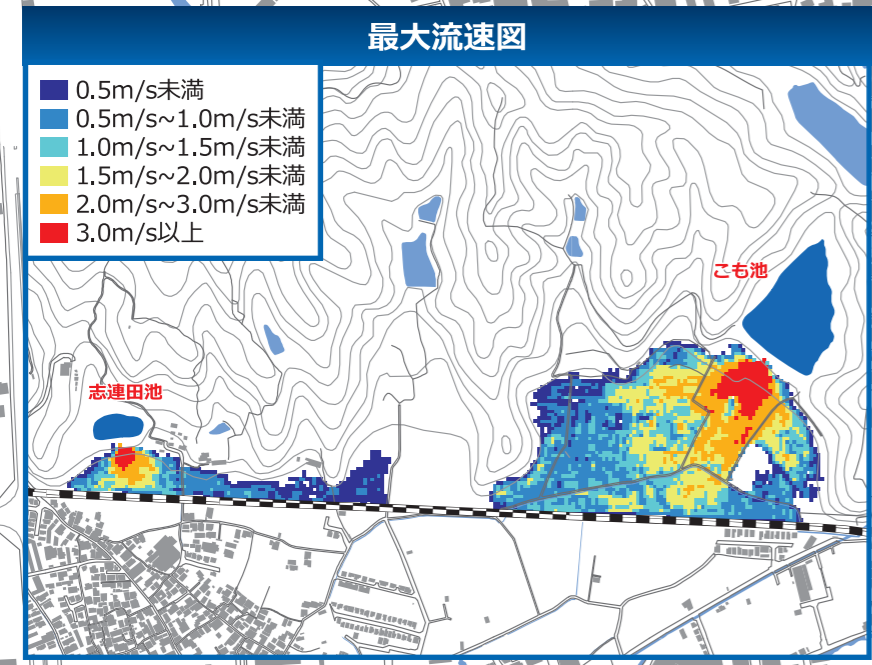 最大流速図
0.5m/s未満
0.5m/s~1.0m/s未満
1.0m/s~1.5m/s未満
1.5m/s~2.0m/s未満
2.0m/s~3.0m/s未満
3.0m/s以上
こも池
志連田池